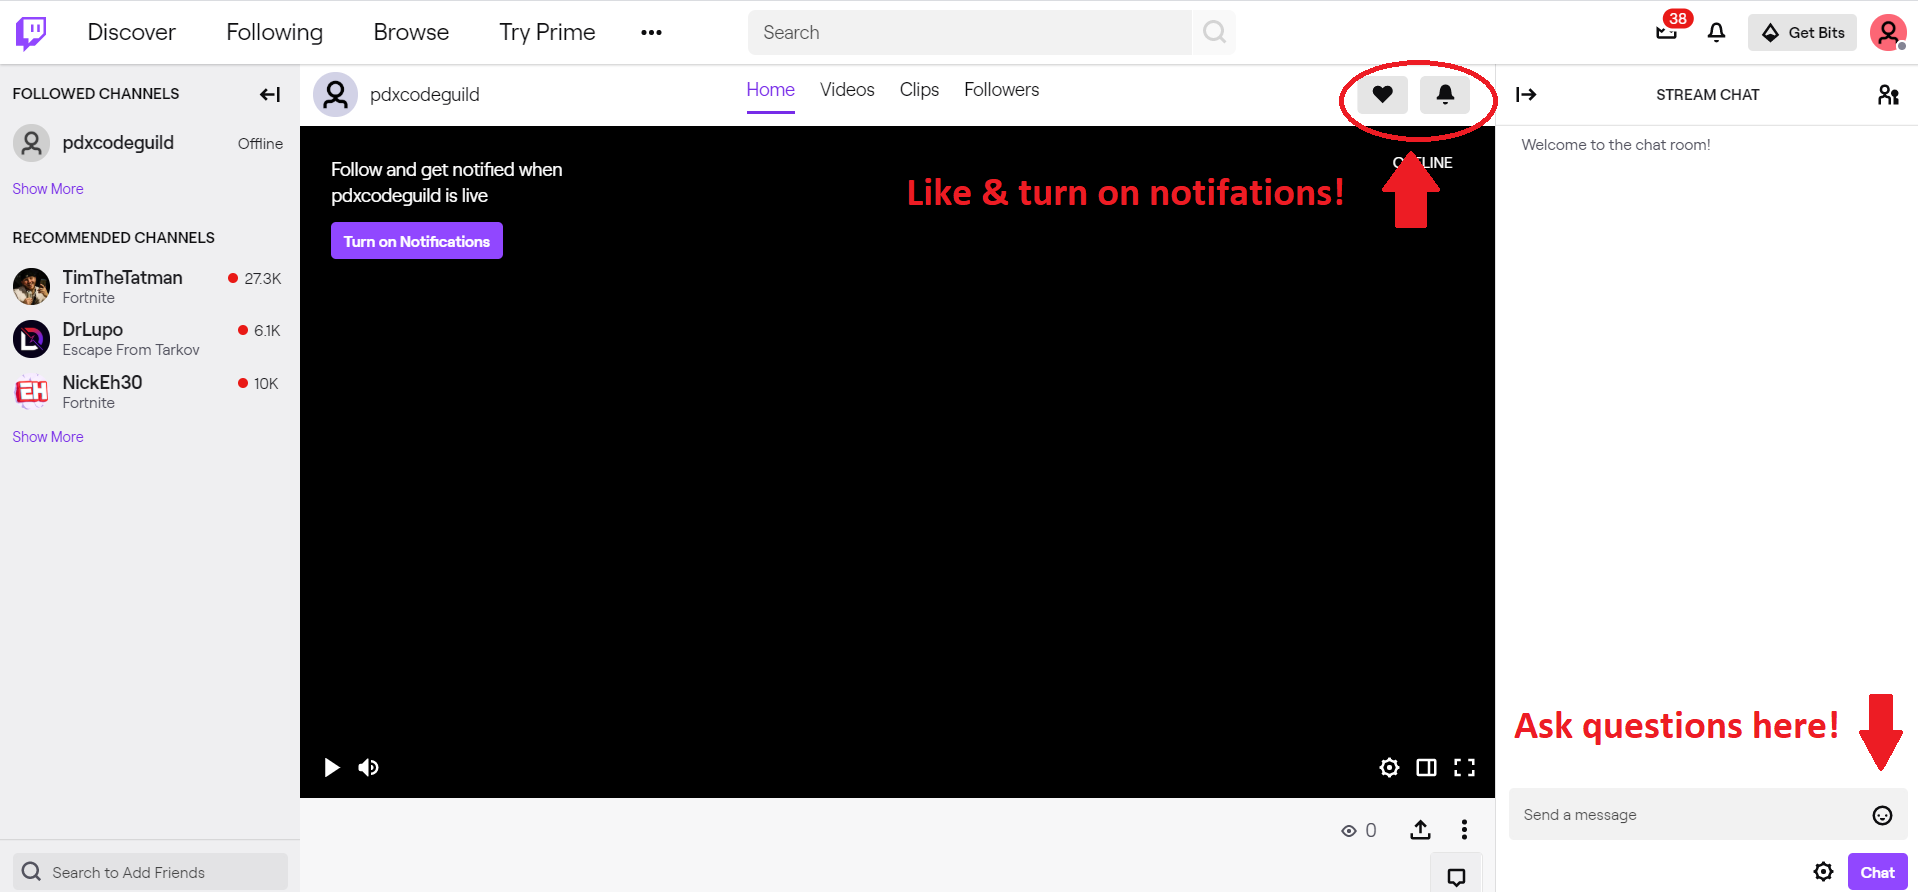 Discover Following Browse Try Prime
Search
38
Get Bits
FOLLOWED CHANNELS
pdxcodeguild Offline
Show More
RECOMMENDED CHANNELS
TimTheTatman 27.3K
Fortnite
DrLupo 6.1K
Escape From Tarkov
EH
NickEh30 10K
Fortnite
Show More
Search to Add Friends
pdxcodeguild
Home Videos Clips Followers
Follow and get notified when
pdxcodeguild is live
Turn on Notifications
Like & turn on notifations!
0
STREAM CHAT
Welcome to the chat room!
Ask questions here!
Send a message
Chat